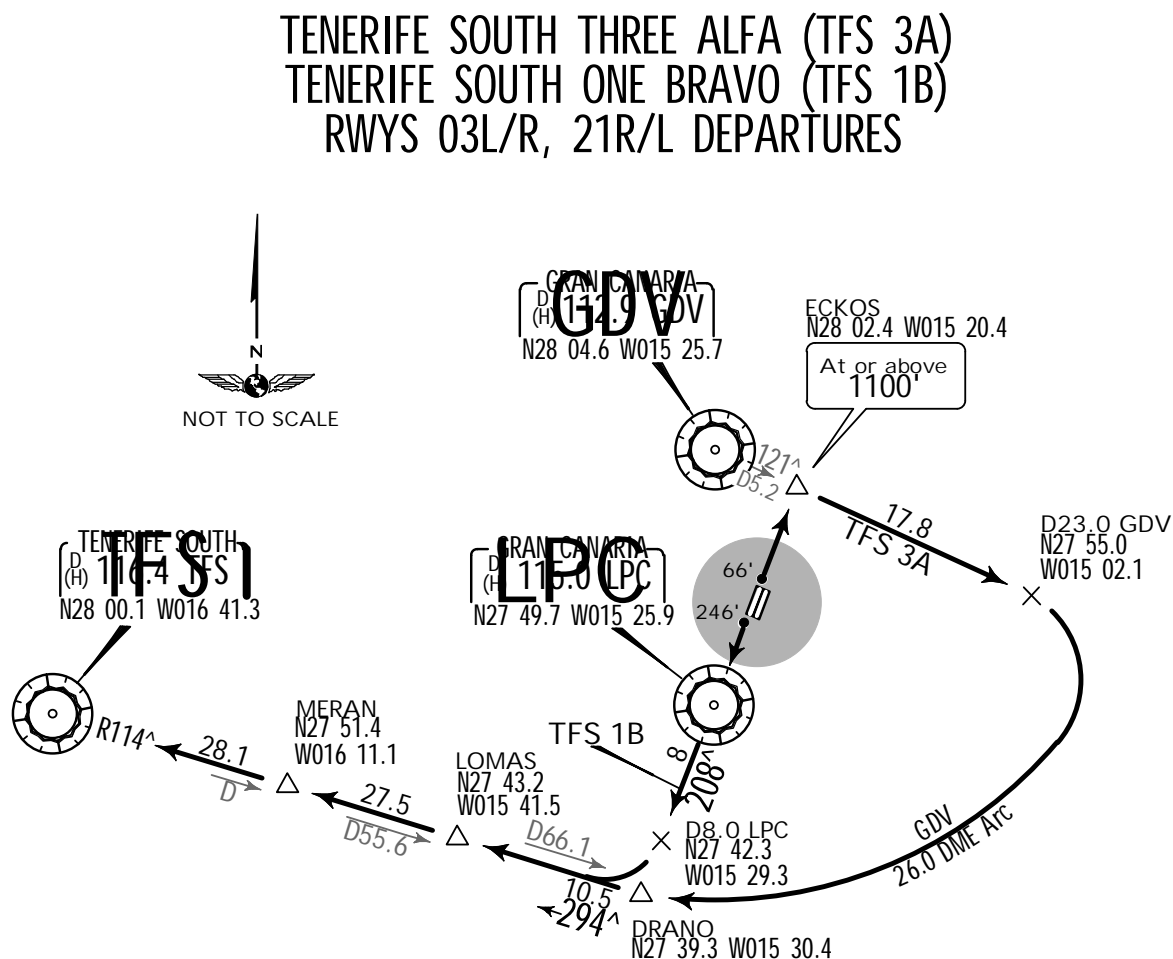 TENERIFE SOUTH THREE ALFA (TFS 3A)
TENERIFE SOUTH ONE BRAVO (TFS 1B)
RWYS 03L/R, 21R/L DEPARTURES
N
NOT TO SCALE
GRAN CANARIA
D
(H) 112.9 GDV
GDV
N28 04.6 W015 25.7
ECKOS
N28 02.4 W015 20.4
At or above
1100'
121^
D5.2
17.8
TFS 3A
D23.0 GDV
N27 55.0
W015 02.1
TENERIFE SOUTH
D
(H) 116.4 TFS
TFS 1
N28 00.1 W016 41.3
GRAN CANARIA
D
(H) 115.0 LPC
LPC
N27 49.7 W015 25.9
66'
246'
R114^
28.1
D
MERAN
N27 51.4
W016 11.1
27.5
D55.6
LOMAS
N27 43.2
W015 41.5
TFS 1B
8
208^
D66.1
D8.0 LPC
N27 42.3
W015 29.3
10.5
294^
DRANO
N27 39.3 W015 30.4
GDV
26.0 DME Arc